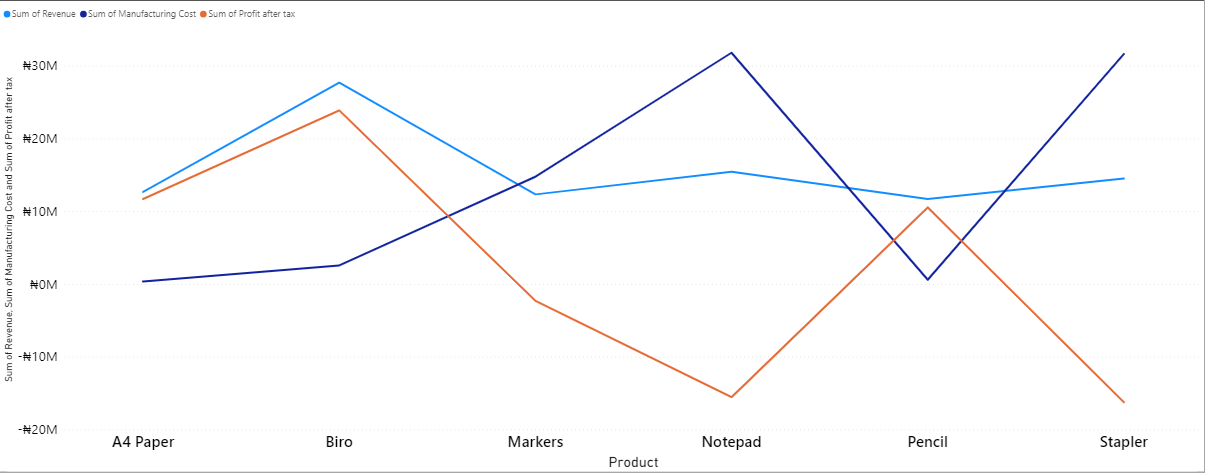 Sum of Revenue Sum of Manufacturing Cost Sum of Profit after tax
Sum of Revenue, Sum of Manufacturing Cost and Sum of Profit after tax
₦30M
₦20M
₦10M
₦0M
-₦10M
-₦20M
A4 Paper Biro Markers Notepad Pencil Stapler
Product